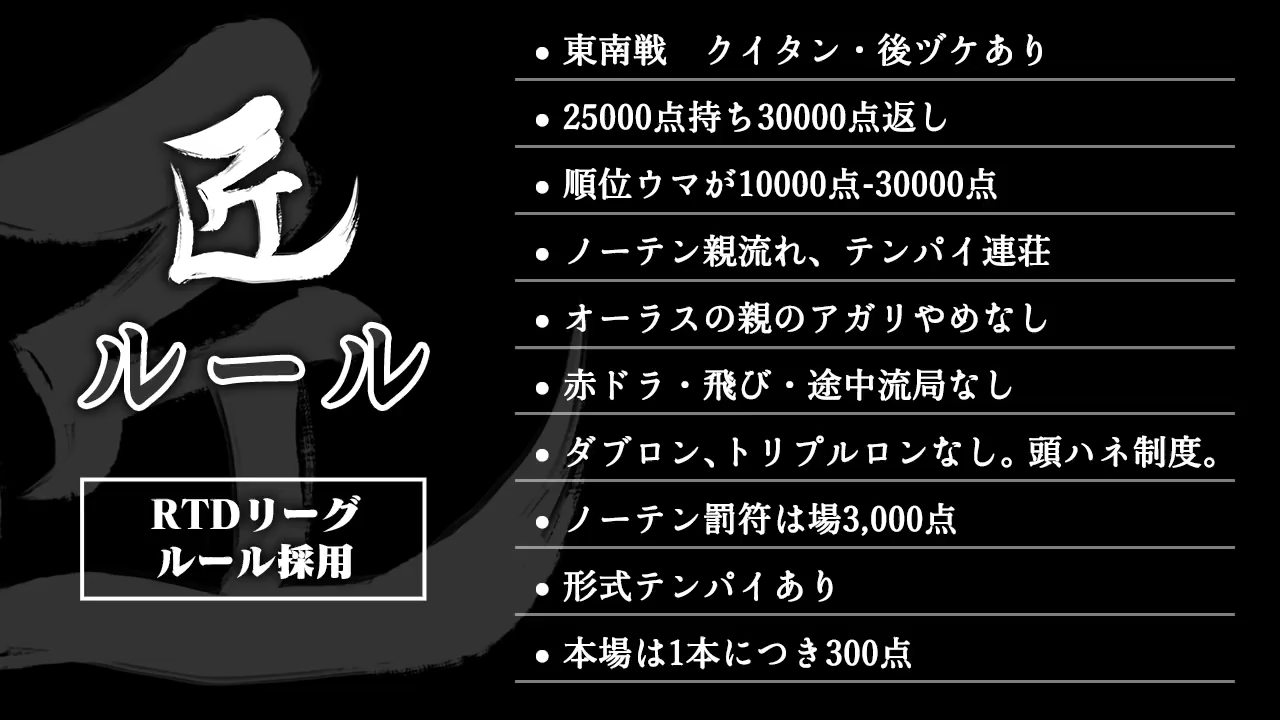 匠
ルール
RTDリーグ
ルール採用
• 東南戦　クイタン・後ヅケあり
• 25000点持ち30000点返し
• 順位ウマが10000点-30000点
• ノーテン親流れ、テンパイ連荘
• オーラスの親のアガリやめなし
• 赤ドラ・飛び・途中流局なし
• ダブロン、トリプルロンなし。頭ハネ制度。
• ノーテン罰符は場3,000点
• 形式テンパイあり
• 本場は1本につき300点